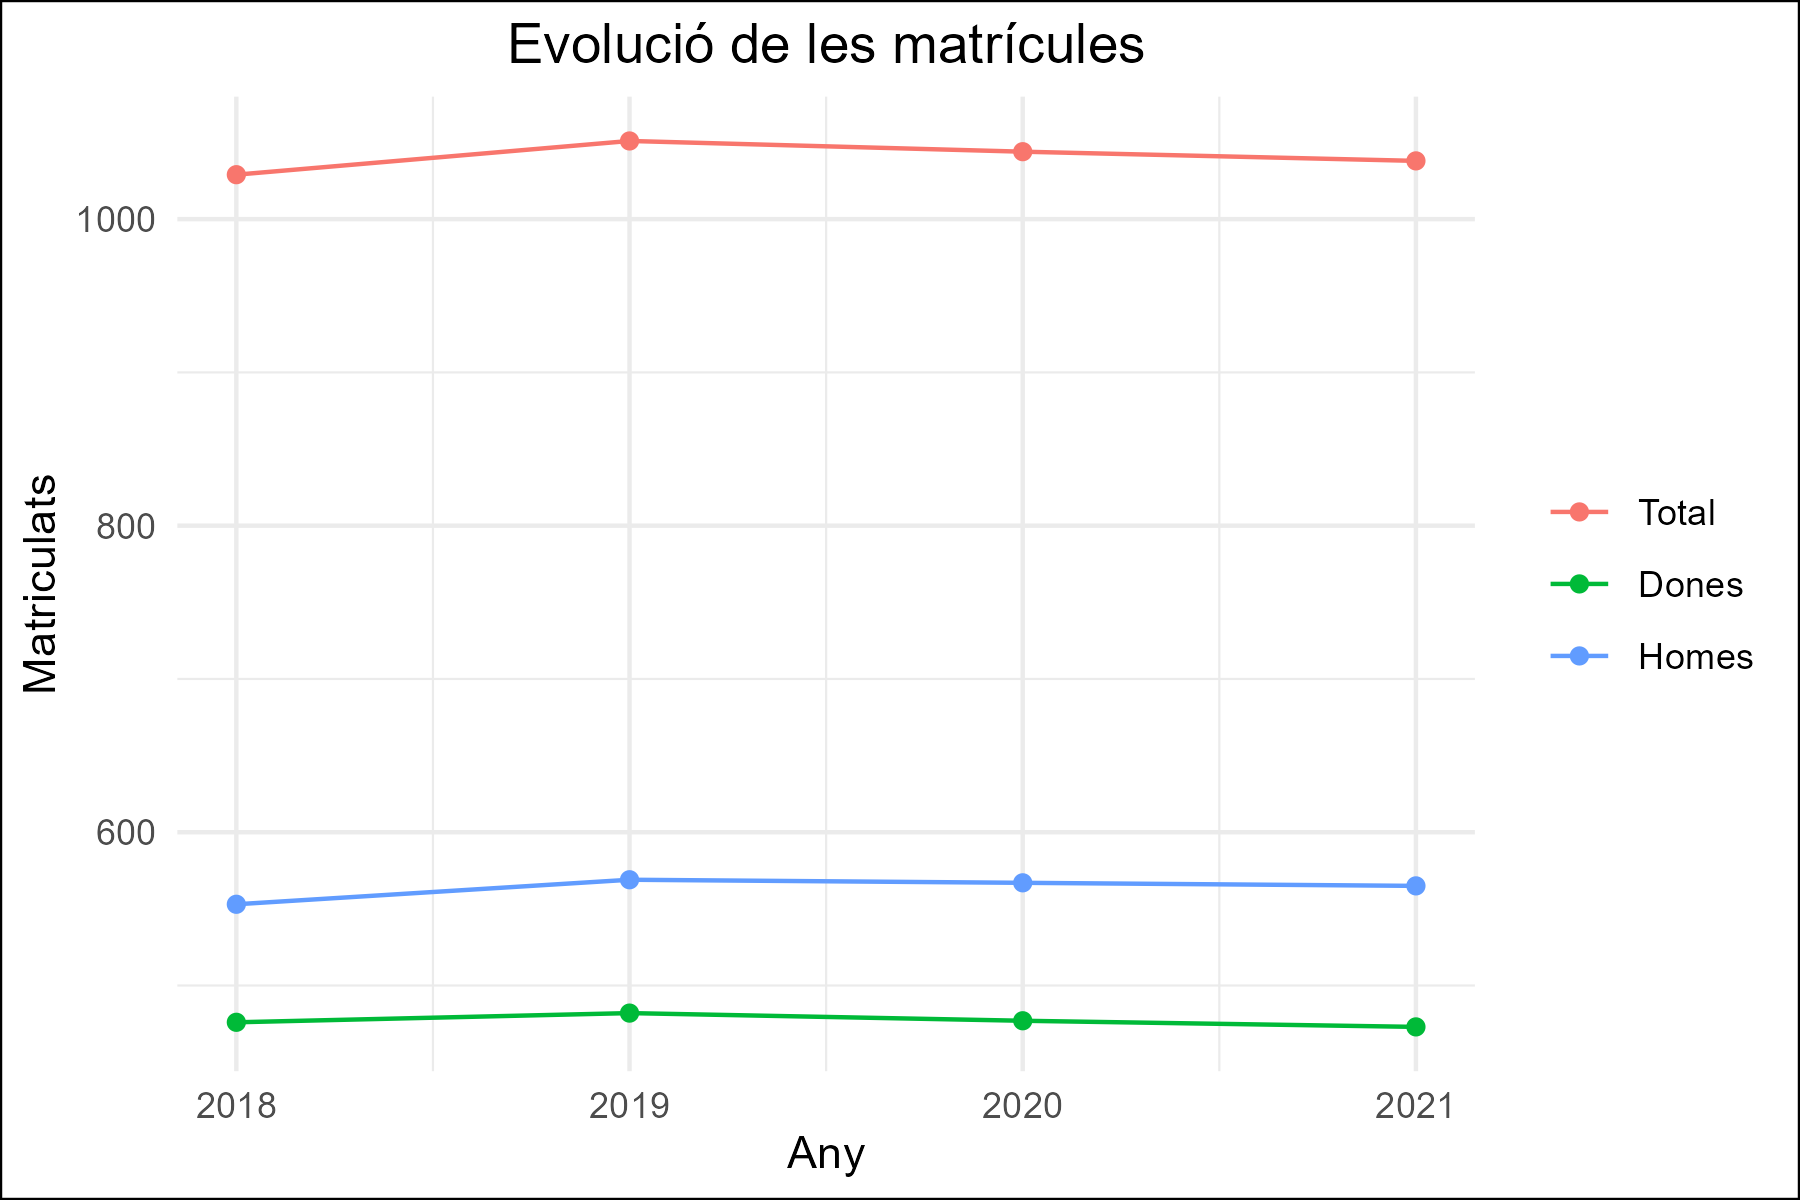 Evolució de les matrícules
Matriculats
1000
800
600
2018
2019
2020
2021
Any
Total
Dones
Homes